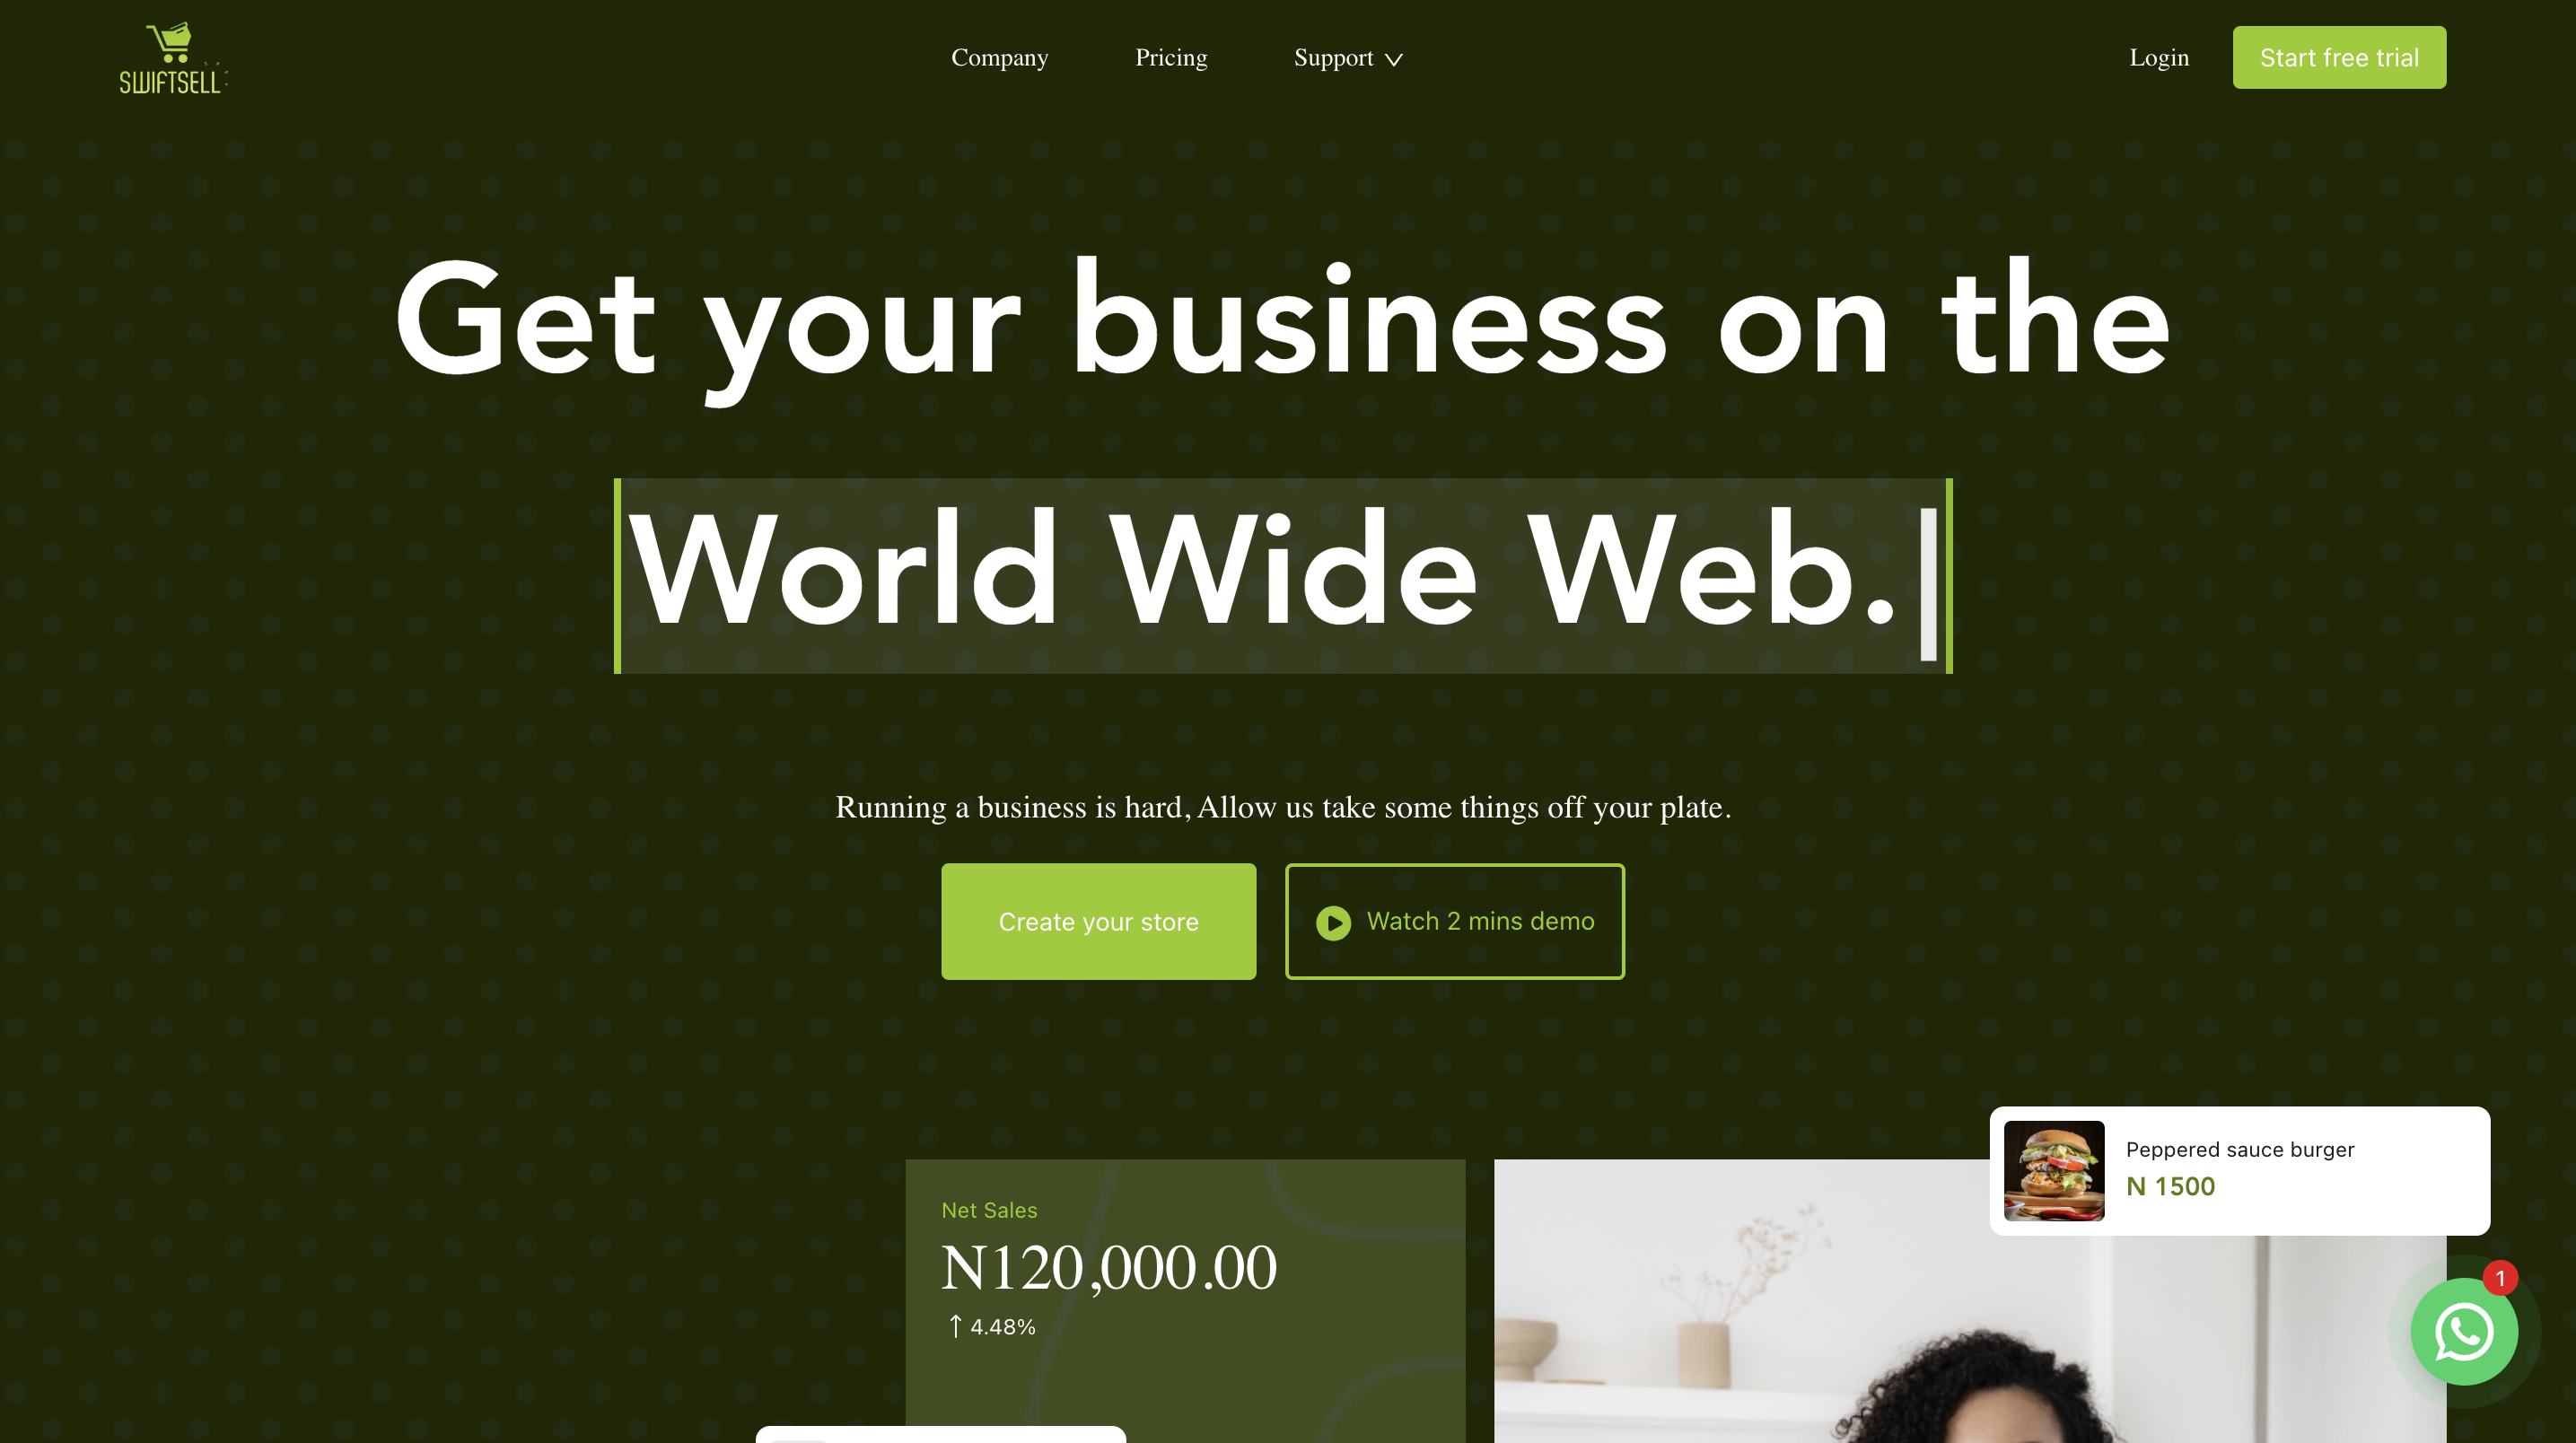 SWIFTSELL
Company
Pricing
Support
Login
Start free trial
Get your business on the
World Wide Web.
Running a business is hard, Allow us take some things off your plate.
Create your store
Watch 2 mins demo
Peppered sauce burger
N 1500
Net Sales
N120,000.00
↑ 4.48%
1